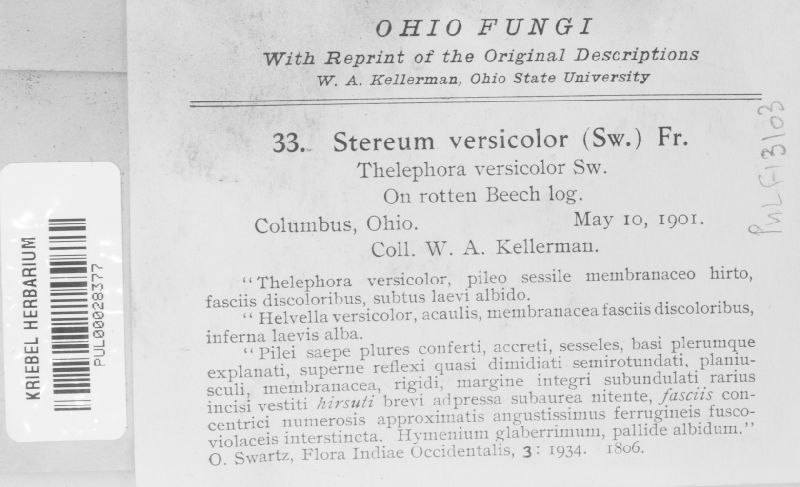 OHIO FUNGI
With Reprint of the Original Descriptions
W. A. Kellerman, Ohio State University
33. Stereum versicolor (Sw.) Fr.
Thelephora versicolor Sw.
On rotten Beech log.
Columbus, Ohio. May 10, 1901.
Coll. W. A. Kellerman.
"Thelephora versicolor, pileo sessile membranaceo hirto,
fasciis discoloribus, subtus laevi albido.
"Helvella versicolor, acaulis, membranacea fasciis discoloribus,
inferna laevis alba.
"Pilei saepe plures conferti, accreti, sesseles, basi plerumque
explanati, superne reflexi quasi dimidiati semirotundati, planiu-
sculi, membranacea, rigidi, margine integri subundulati rarius
incisi vestiti hirsuti brevi adpressa subaurea nitente, fasciis con-
centrici numerosis approximatis angustissimus ferrugineis fusco-
violaceis interstincta. Hymenium glaberrimum, pallide albidum."
O. Swartz, Flora Indiae Occidentalis, 3: 1934. 1806.
KRIEBEL HERBARIUM
PUL00028377
PULF13103